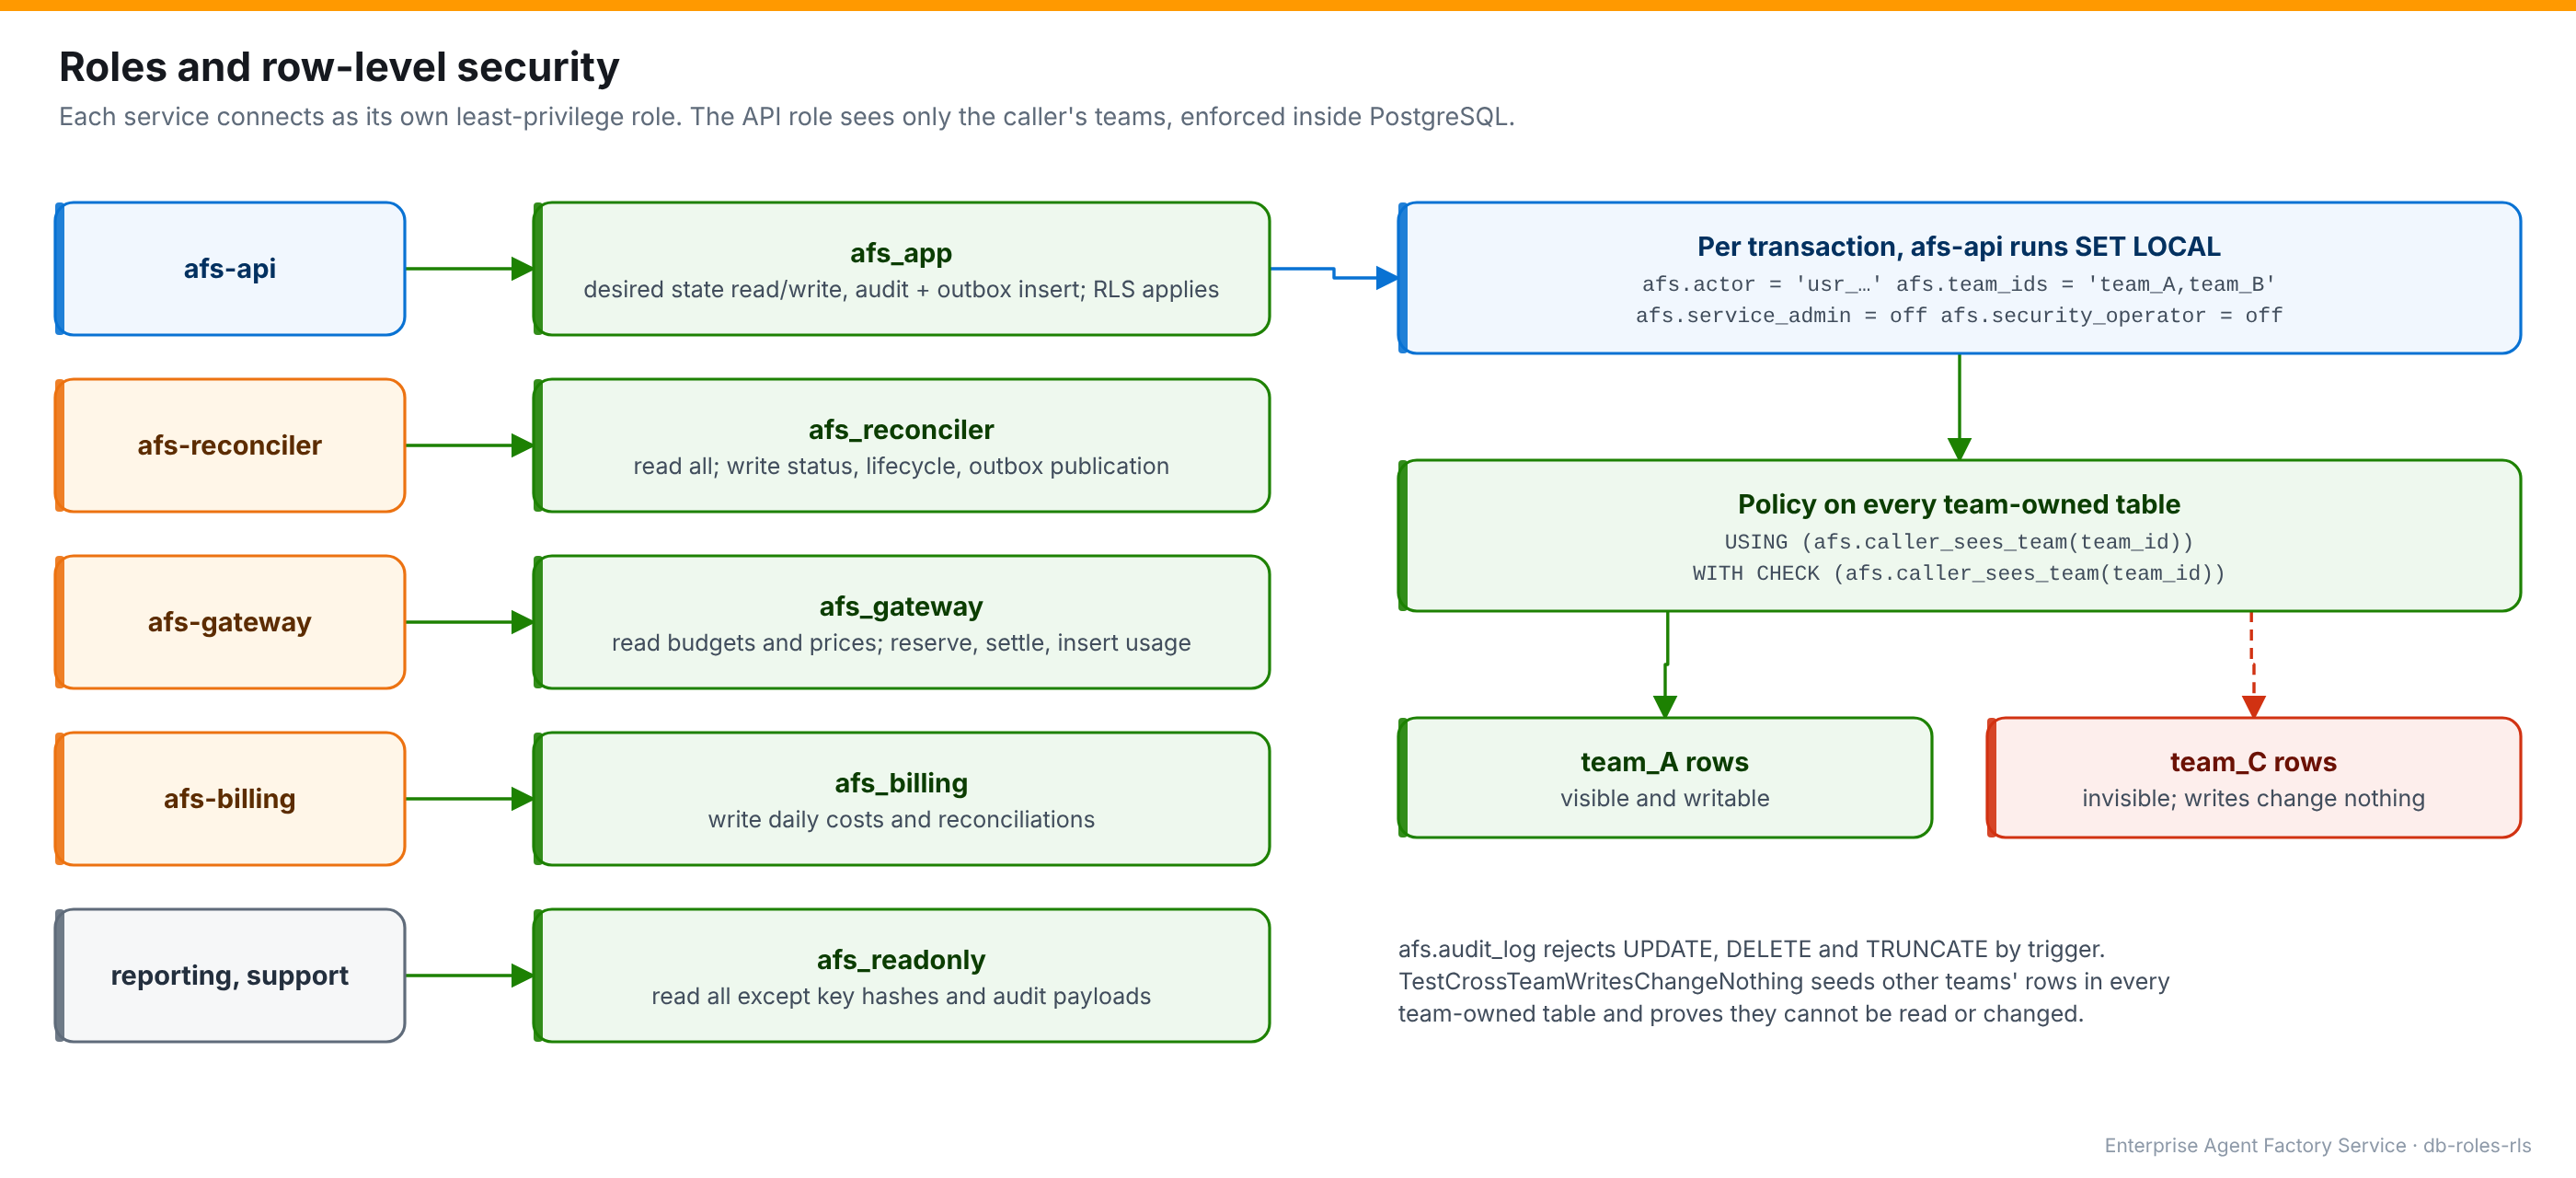 Roles and row-level security
Each service connects as its own least-privilege role. The API role sees only the caller's teams, enforced inside PostgreSQL.
afs-api
afs_app
desired state read/write, audit + outbox insert; RLS applies
Per transaction, afs-api runs SET LOCAL
afs.actor = 'usr_…' afs.team_ids = 'team_A,team_B'
afs.service_admin = off afs.security_operator = off
afs-reconciler
afs_reconciler
read all; write status, lifecycle, outbox publication
Policy on every team-owned table
USING (afs.caller_sees_team(team_id))
WITH CHECK (afs.caller_sees_team(team_id))
afs-gateway
afs_gateway
read budgets and prices; reserve, settle, insert usage
afs-billing
afs_billing
write daily costs and reconciliations
team_A rows
visible and writable
team_C rows
invisible; writes change nothing
reporting, support
afs_readonly
read all except key hashes and audit payloads
afs.audit_log rejects UPDATE, DELETE and TRUNCATE by trigger.
TestCrossTeamWritesChangeNothing seeds other teams' rows in every
team-owned table and proves they cannot be read or changed.
Enterprise Agent Factory Service · db-roles-rls